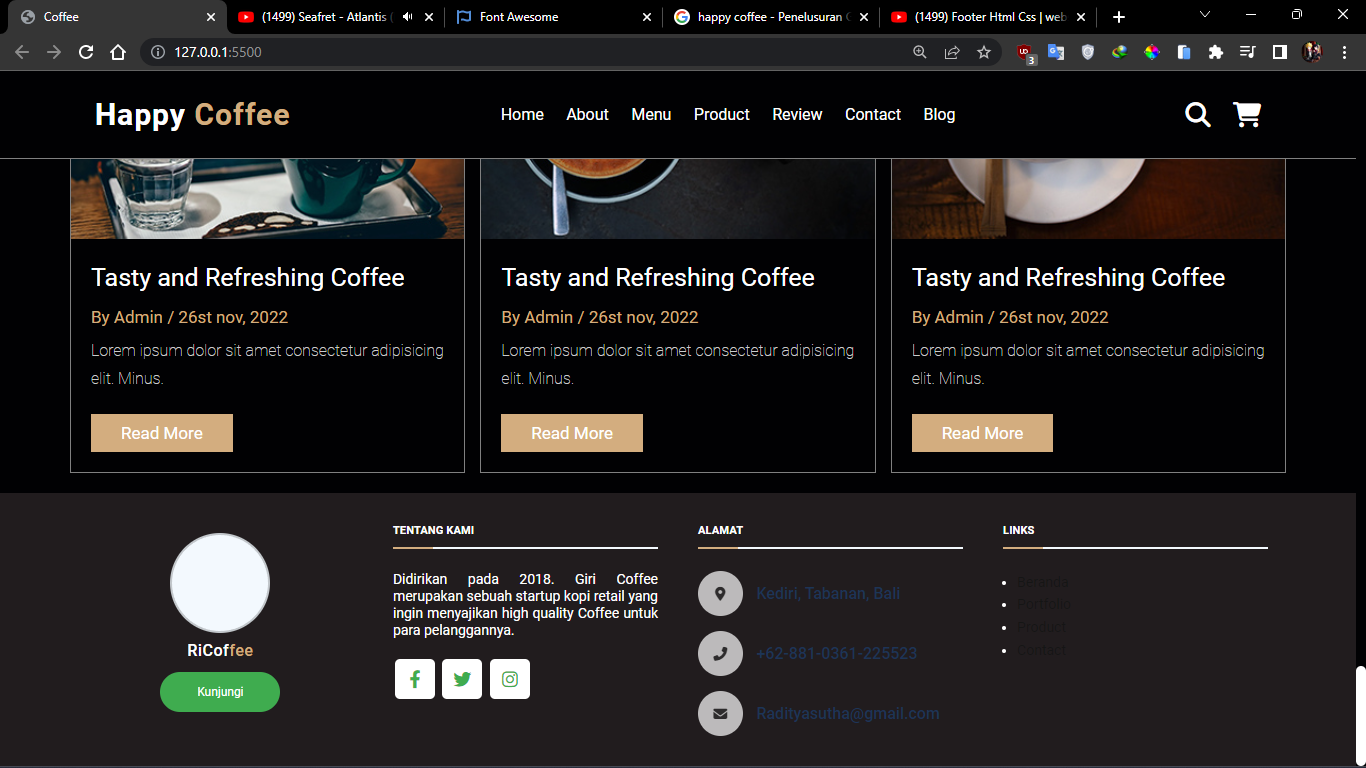 Coffee
(1499) Seafret - Atlantis
Font Awesome
happy coffee - Penelusuran
(1499) Footer Html Css | web
127.0.0.1:5500
3
Happy Coffee
Home About Menu Product Review Contact Blog
Tasty and Refreshing Coffee
By Admin / 26st nov, 2022
Lorem ipsum dolor sit amet consectetur adipisicing
elit. Minus.
Read More
Tasty and Refreshing Coffee
By Admin / 26st nov, 2022
Lorem ipsum dolor sit amet consectetur adipisicing
elit. Minus.
Read More
Tasty and Refreshing Coffee
By Admin / 26st nov, 2022
Lorem ipsum dolor sit amet consectetur adipisicing
elit. Minus.
Read More
RiCoffee
Kunjungi
TENTANG KAMI
Didirikan pada 2018. Giri Coffee
merupakan sebuah startup kopi retail yang
ingin menyajikan high quality Coffee untuk
para pelanggannya.
ALAMAT
Kediri, Tabanan, Bali
+62-881-0361-225523
Radityasutha@gmail.com
LINKS
Beranda
Portfolio
Product
Contact